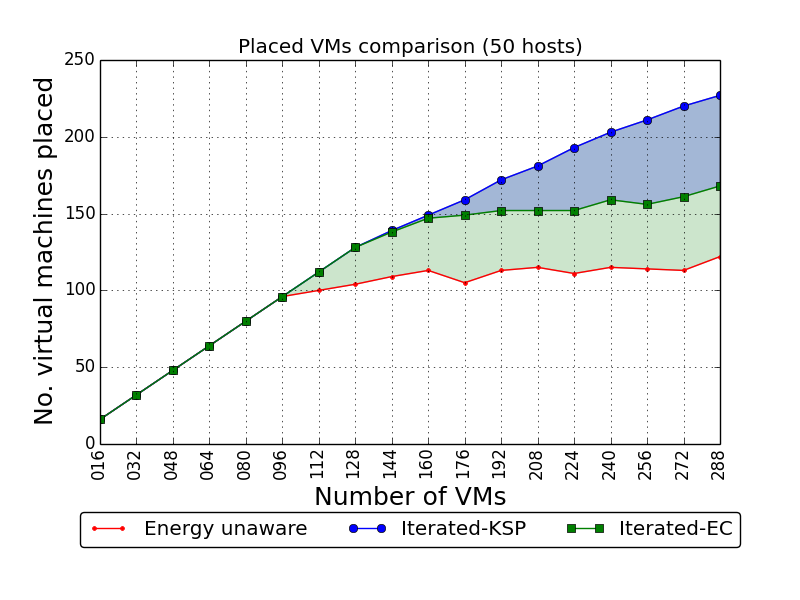 Placed VMs comparison (50 hosts)
250
200
150
100
50
0
No. virtual machines placed
016 032 048 064 080 096 112 128 144 160 176 192 208 224 240 256 272 288
Number of VMs
Energy unaware Iterated-KSP Iterated-EC